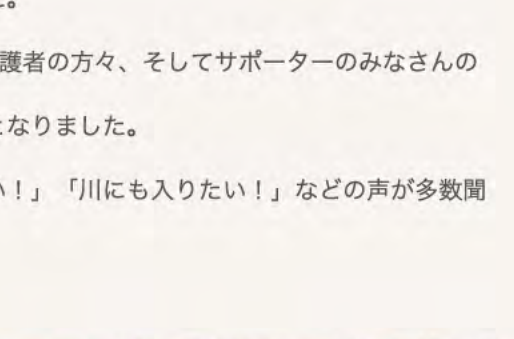 た。
護者の方々、そしてサポーターのみなさんの
となりました。
い！」「川にも入りたい！」などの声が多数聞